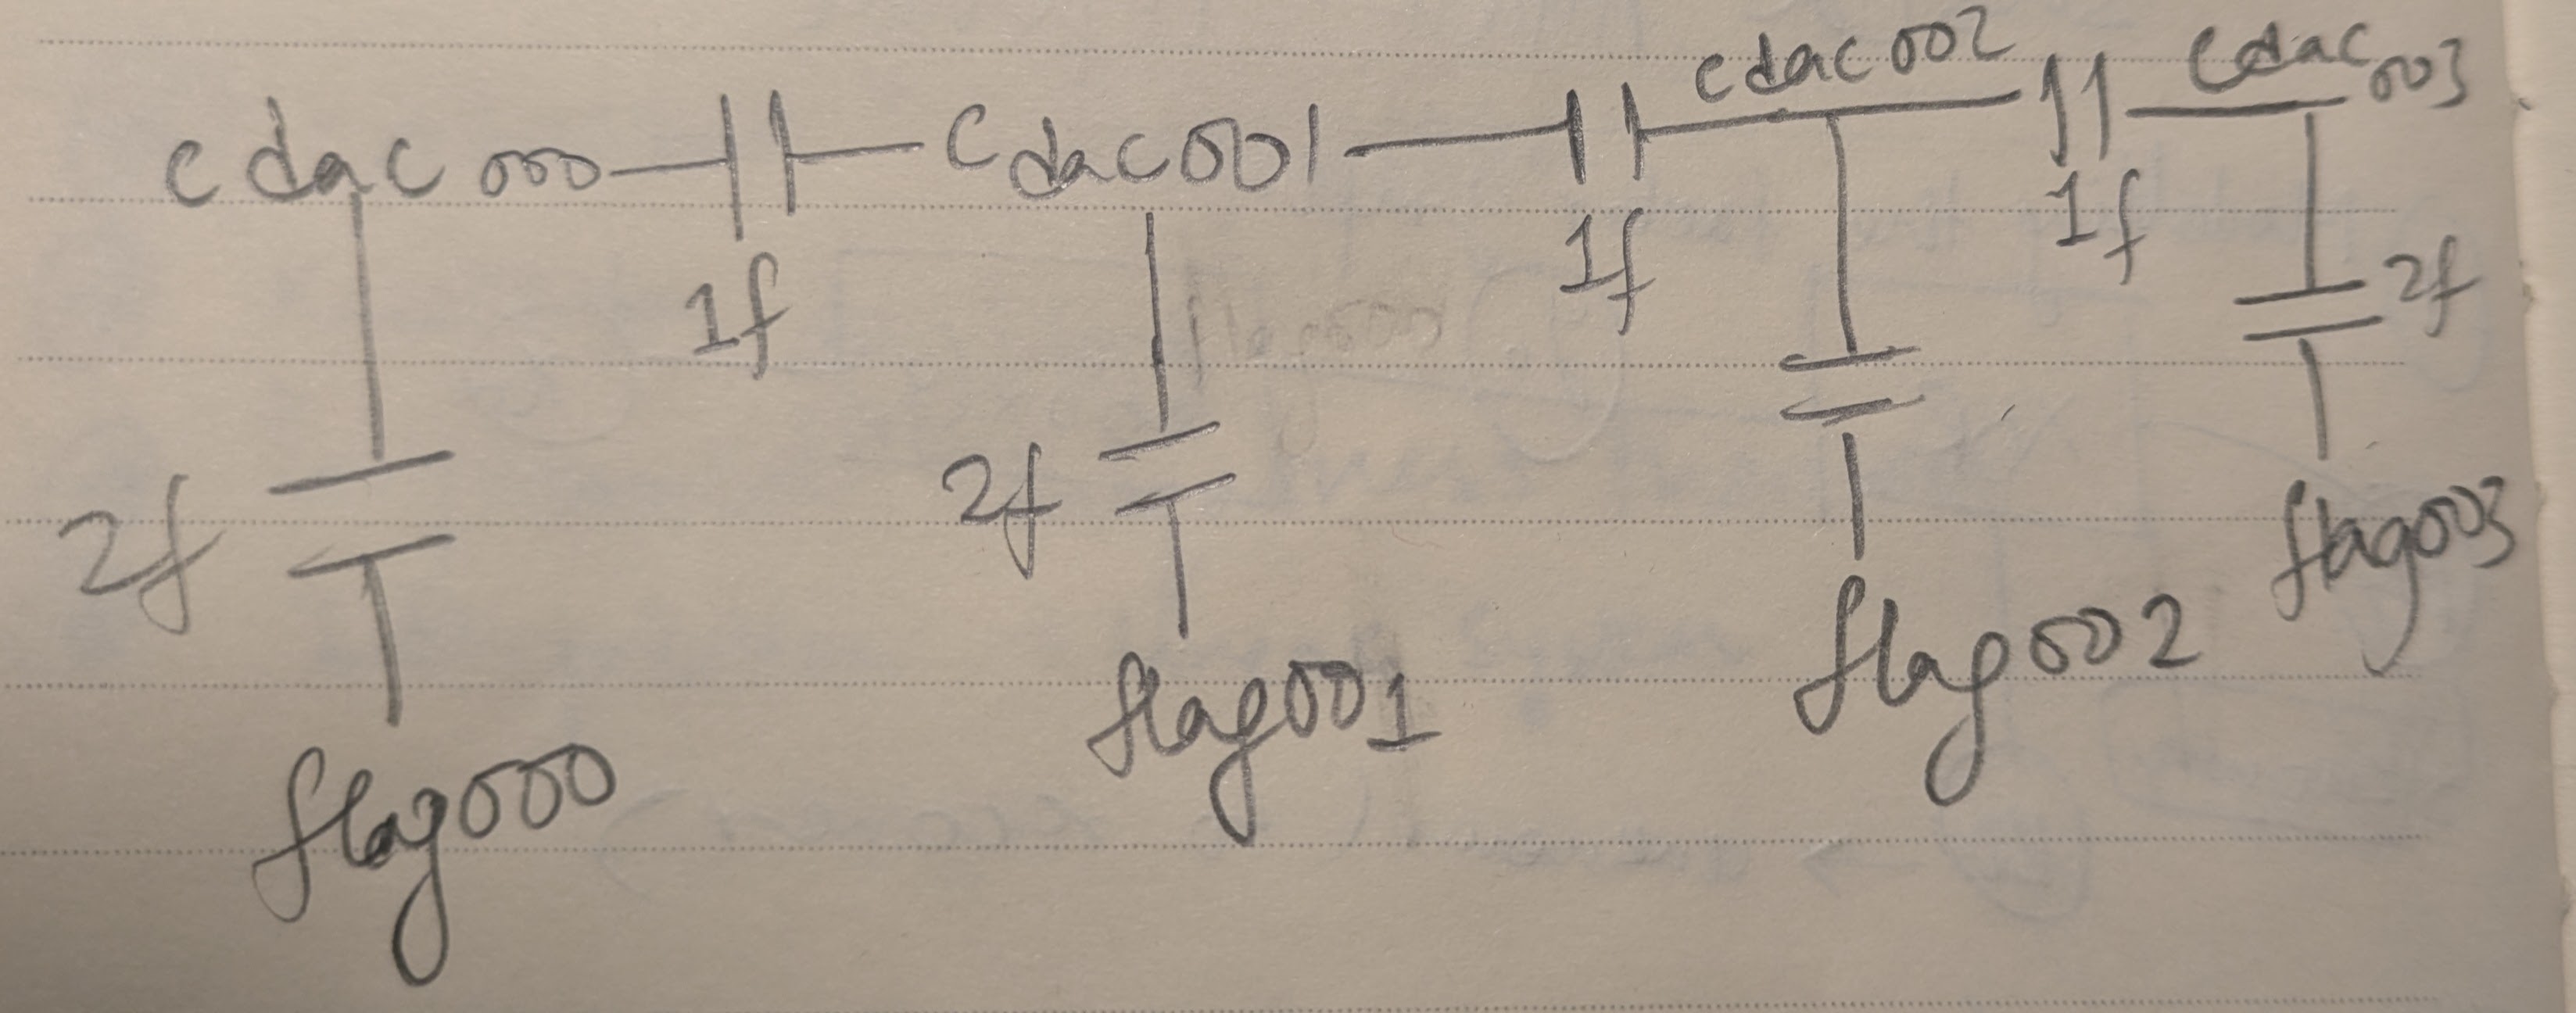 cdac000 cdac001 cdac002 cdac003
1f 1f 1f
2f 2f 2f
flag000 flag001 flag002 flag003